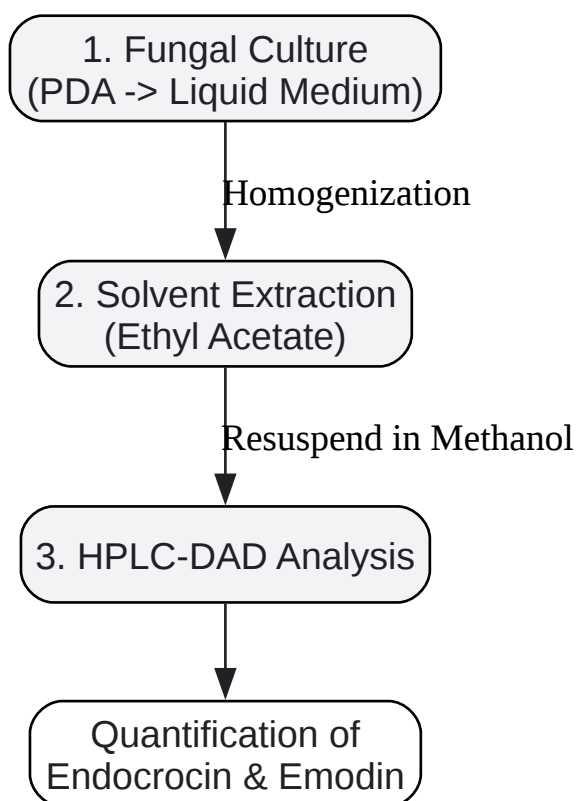 1. Fungal Culture
(PDA -> Liquid Medium)
Homogenization
2. Solvent Extraction
(Ethyl Acetate)
Resuspend in Methanol
3. HPLC-DAD Analysis
Quantification of
Endocrocin & Emodin